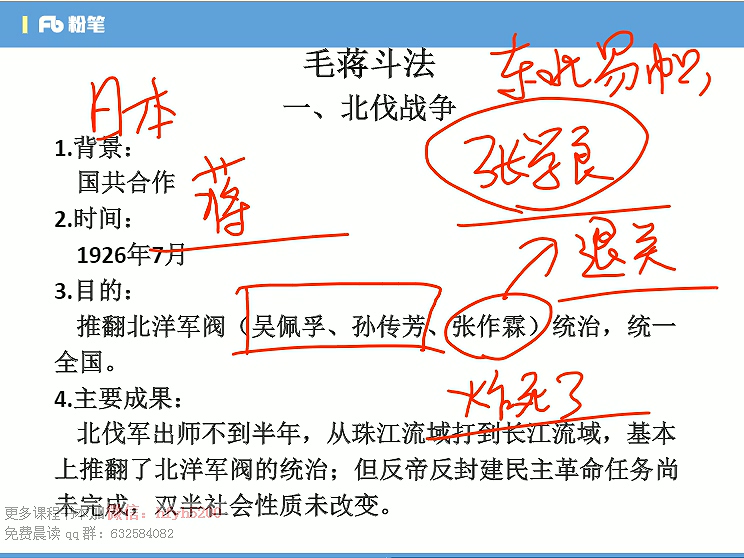 Fb 粉笔
毛蒋斗法
东北易帜
日本
一、北伐战争
1.背景:
张学良
国共合作
蒋
2.时间:
1926年7月
退关
3.目的:
推翻北洋军阀（吴佩孚、孙传芳、张作霖）统治，统一
全国。
炸死了
4.主要成果:
北伐军出师不到半年，从珠江流域打到长江流域，基本
上推翻了北洋军阀的统治；但反帝反封建民主革命任务尚
未完成，双半社会性质未改变。
更多课程 微信:
免费晨读 qq 群: 632584082